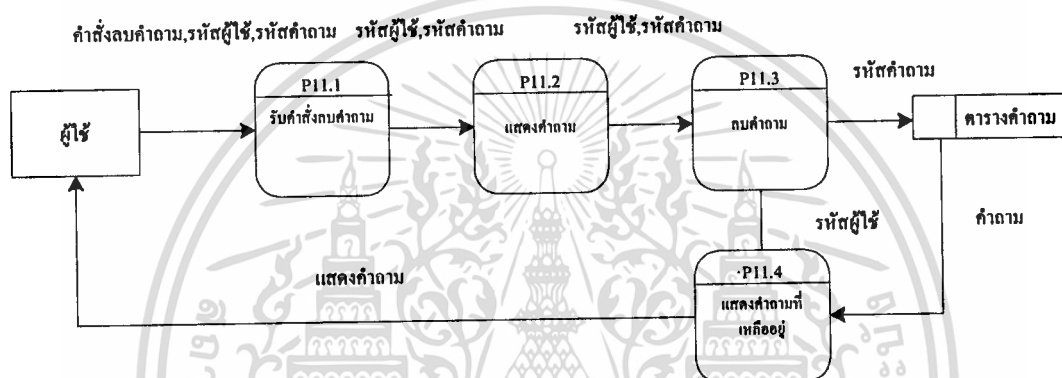 คำสั่งลบคำถาม,รหัสผู้ใช้,รหัสคำถาม รหัสผู้ใช้,รหัสคำถาม รหัสผู้ใช้,รหัสคำถาม
ผู้ใช้
P11.1
รับคำสั่งลบคำถาม
P11.2
แสดงคำถาม
P11.3
ลบคำถาม
รหัสคำถาม
ตารางคำถาม
รหัสผู้ใช้
คำถาม
แสดงคำถาม
P11.4
แสดงคำถามที่
เหลืออยู่